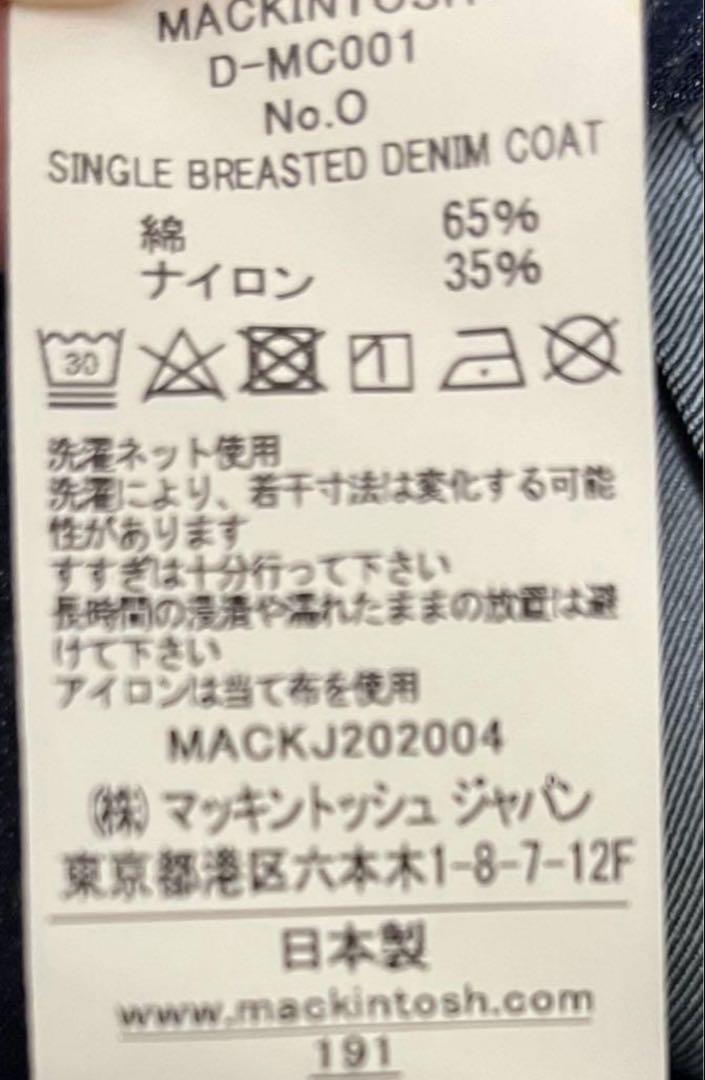 MACKINTOSH
D-MC001
No.O
SINGLE BREASTED DENIM COAT
綿 65%
ナイロン 35%
30
洗濯ネット使用
洗濯により、若干寸法は変化する可能
性があります
すすぎは十分行って下さい
長時間の浸漬や濡れたままの放置は避
けて下さい
アイロンは当て布を使用
MACKJ202004
㈱ マッキントッシュ ジャパン
東京都港区六本木1-8-7-12F
日本製
www.mackintosh.com
191